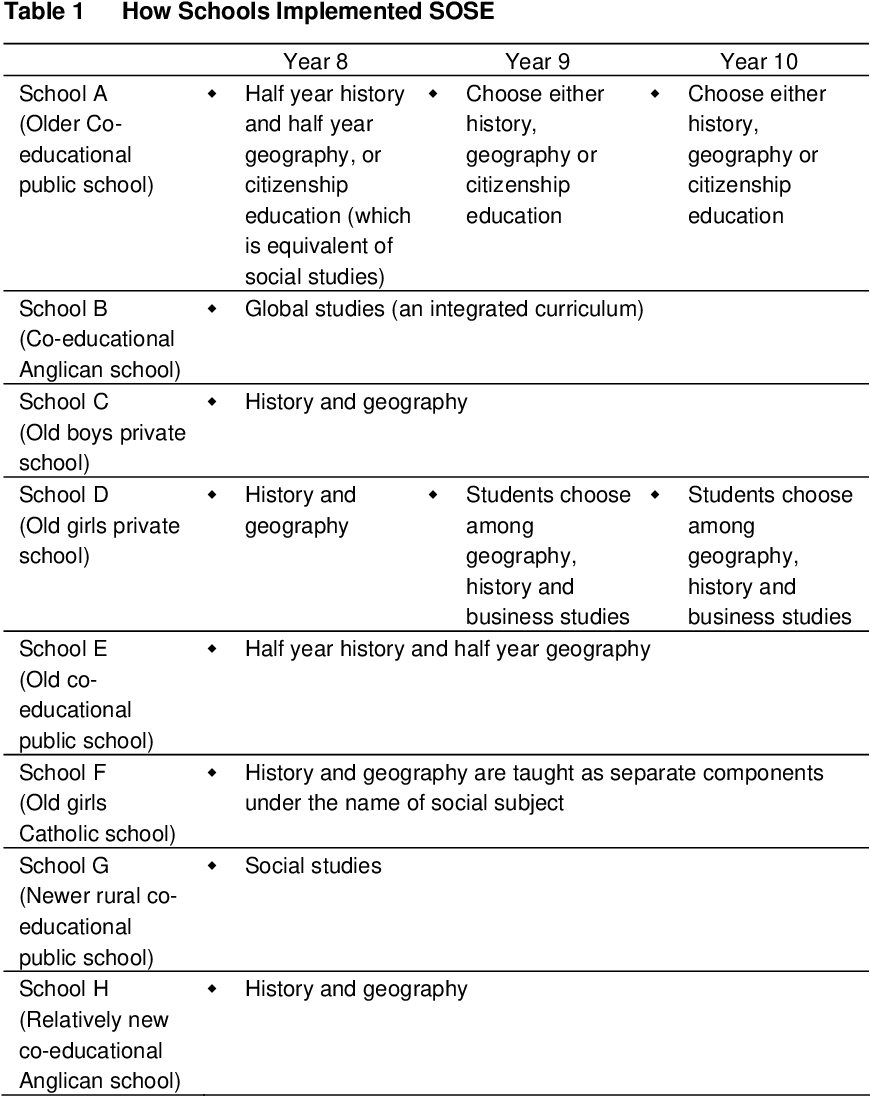 Table 1 How Schools Implemented SOSE
Year 8 Year 9 Year 10
School A ◆ Half year history ◆ Choose either ◆ Choose either
(Older Co- and half year history, history,
educational geography, or geography or geography or
public school) citizenship citizenship citizenship
education (which education education
is equivalent of
social studies)
School B ◆ Global studies (an integrated curriculum)
(Co-educational
Anglican school)
School C ◆ History and geography
(Old boys private
school)
School D ◆ History and ◆ Students choose ◆ Students choose
(Old girls private geography among among
school) geography, geography,
history and history and
business studies business studies
School E ◆ Half year history and half year geography
(Old co-
educational
public school)
School F ◆ History and geography are taught as separate components
(Old girls under the name of social subject
Catholic school)
School G ◆ Social studies
(Newer rural co-
educational
public school)
School H ◆ History and geography
(Relatively new
co-educational
Anglican school)